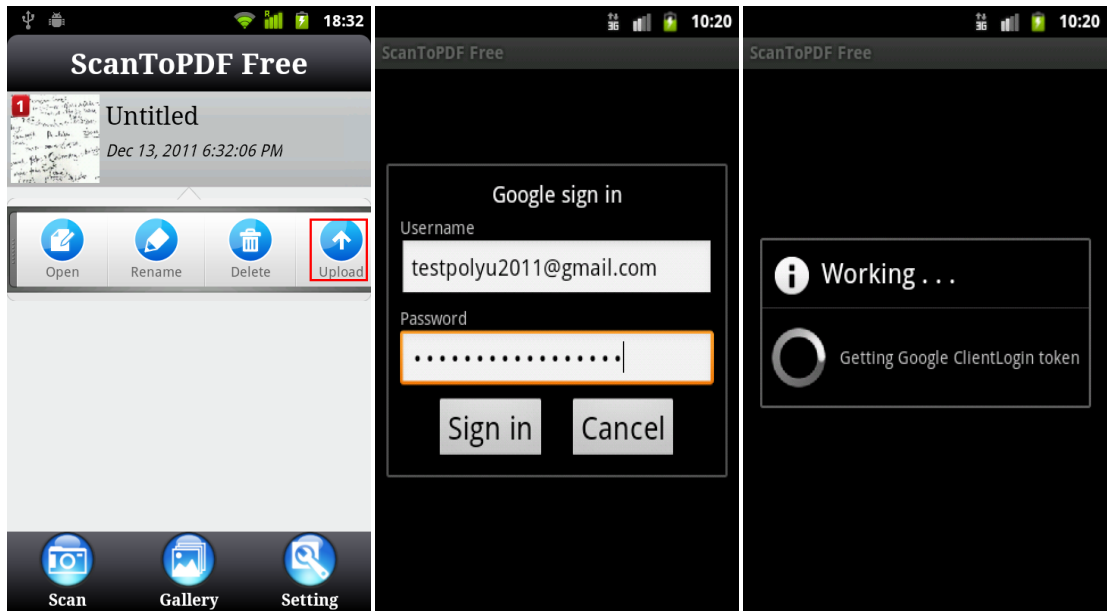 18:32
ScanToPDF Free
1
Untitled
Dec 13, 2011 6:32:06 PM
Open
Rename
Delete
Upload
Scan
Gallery
Setting
3G
10:20
ScanToPDF Free
Google sign in
Username
testpolyu2011@gmail.com
Password
•••••••••••••••••
Sign in
Cancel
3G
10:20
ScanToPDF Free
Working . . .
Getting Google ClientLogin token